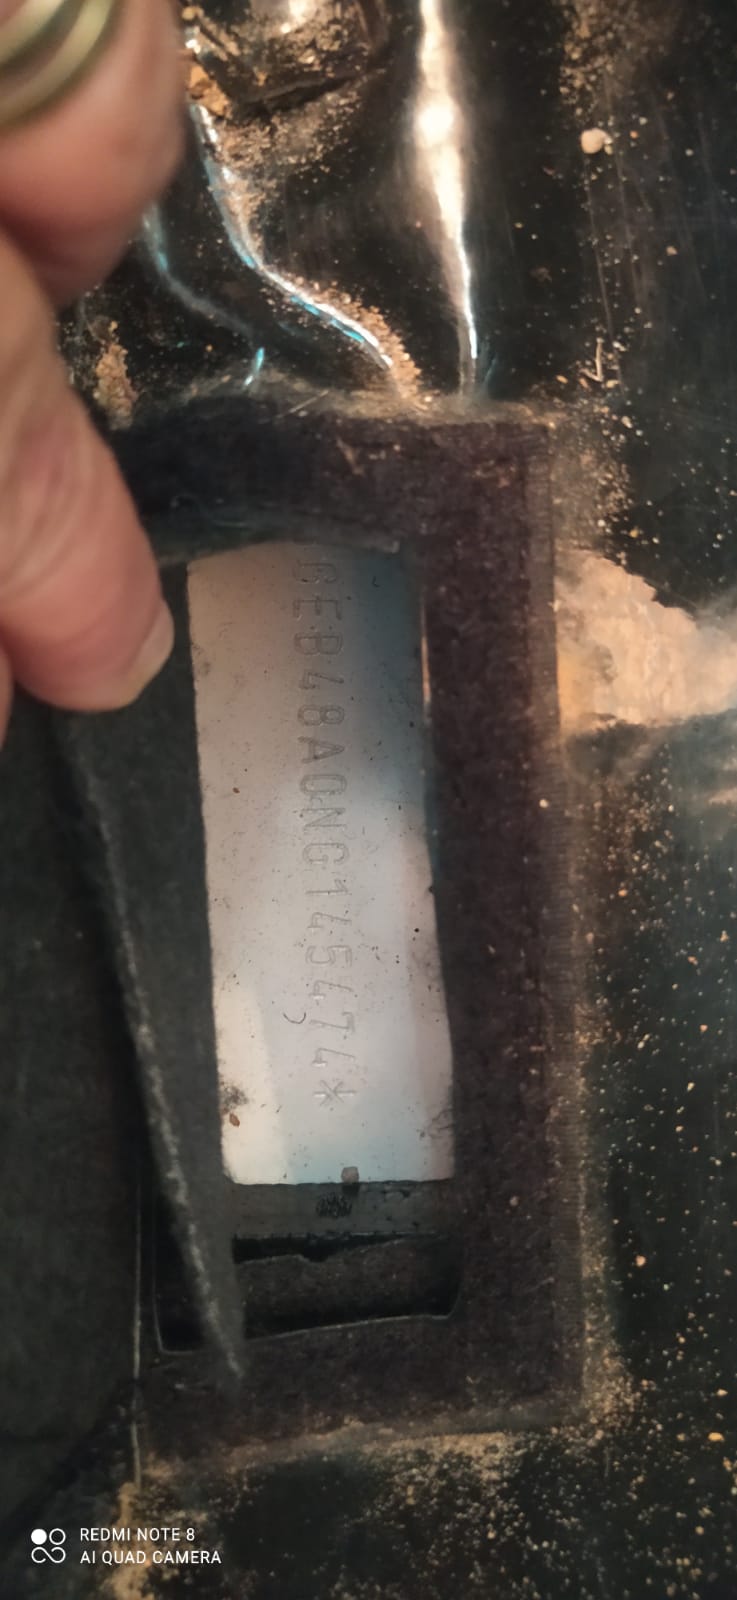 GEB48A0NG145474*
REDMI NOTE 8
AI QUAD CAMERA